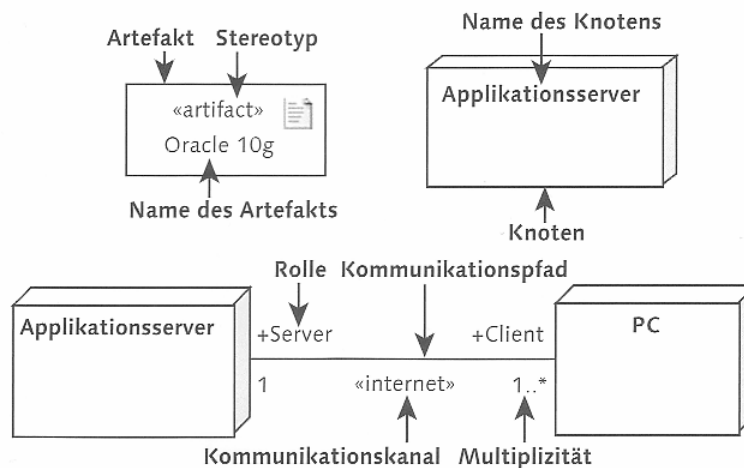 Artefakt Stereotyp
«artifact»
Oracle 10g
Name des Artefakts
Name des Knotens
Applikationsserver
Knoten
Rolle Kommunikationspfad
Applikationsserver
+Server
+Client
PC
1
«internet»
1..*
Kommunikationskanal Multiplizität